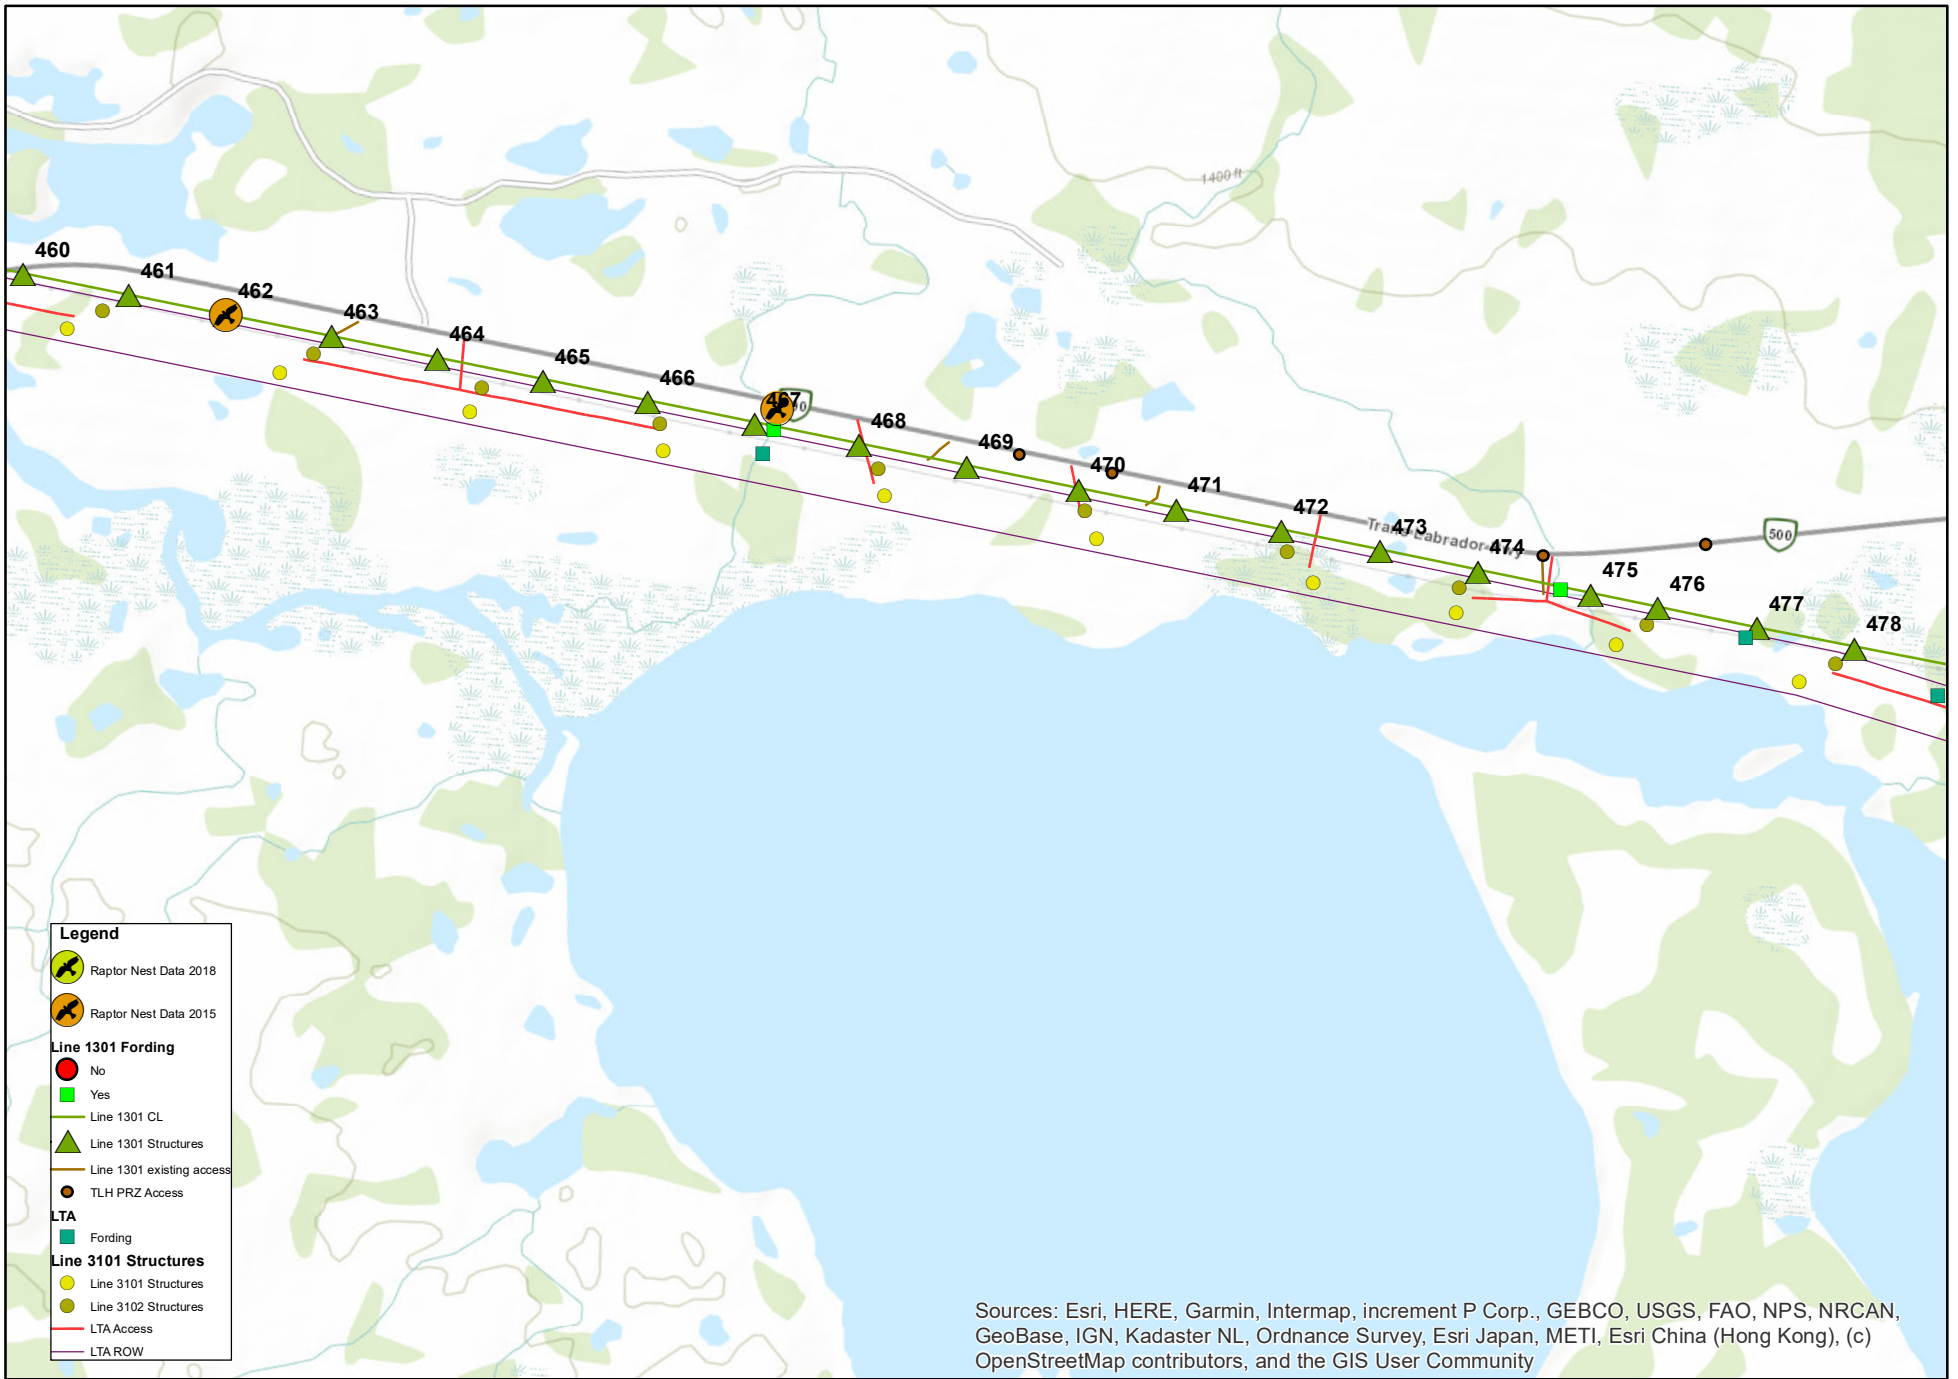 1400 ft
460
461
462
463
464
465
466
467
468
469
470
471
472
473
474
475
476
477
478
Trans-Labrador
500
Legend
Raptor Nest Data 2018
Raptor Nest Data 2015
Line 1301 Fording
No
Yes
Line 1301 CL
Line 1301 Structures
Line 1301 existing access
TLH PRZ Access
LTA
Fording
Line 3101 Structures
Line 3101 Structures
Line 3102 Structures
LTA Access
LTA ROW
Sources: Esri, HERE, Garmin, Intermap, increment P Corp., GEBCO, USGS, FAO, NPS, NRCAN,
GeoBase, IGN, Kadaster NL, Ordnance Survey, Esri Japan, METI, Esri China (Hong Kong), (c)
OpenStreetMap contributors, and the GIS User Community